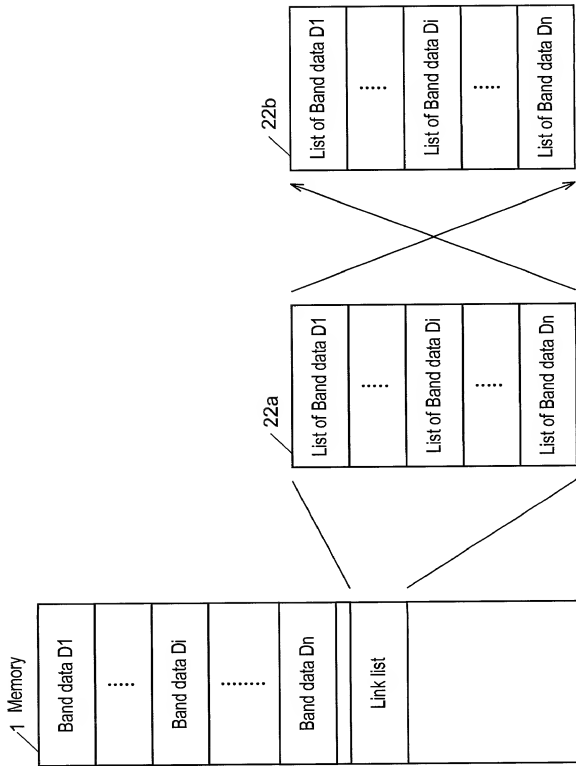 1 Memory
Band data D1
.....
Band data Di
........
Band data Dn
Link list
22a
List of Band data D1
.....
List of Band data Di
.....
List of Band data Dn
22b
List of Band data D1
.....
List of Band data Di
.....
List of Band data Dn